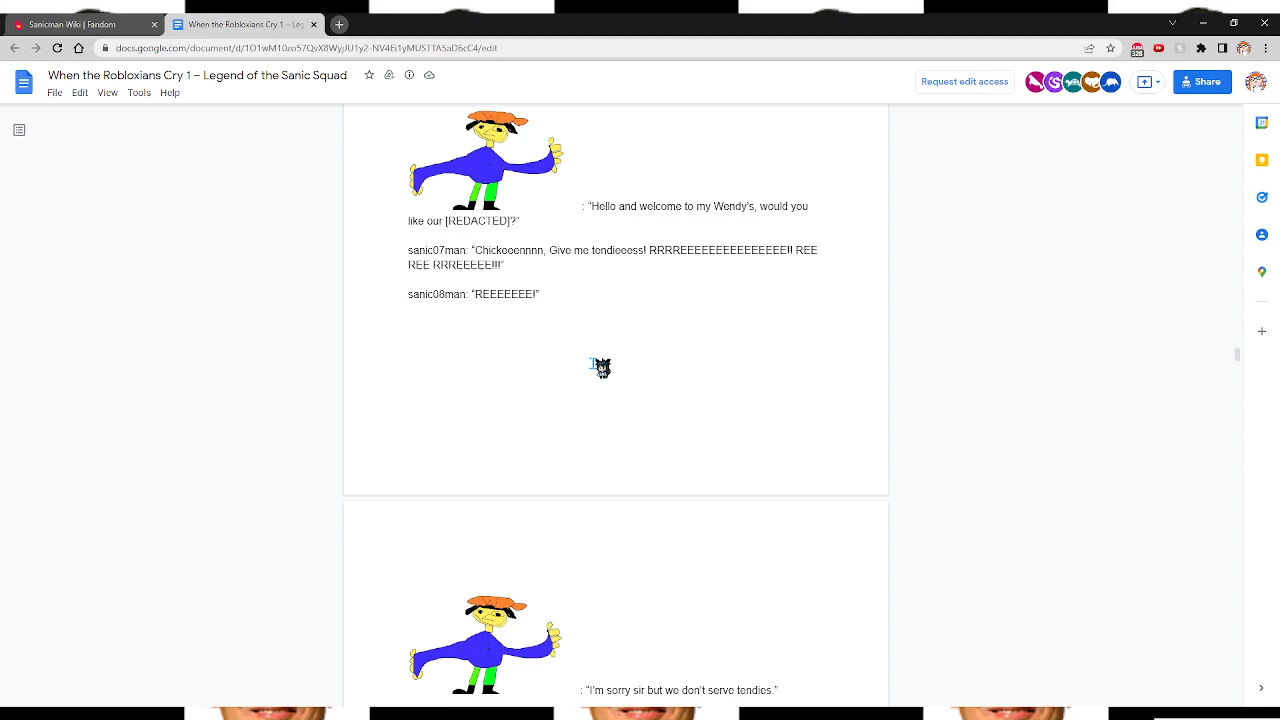 Sanicman Wiki | Fandom
When the Robloxians Cry 1 – Leg
docs.google.com/document/d/1O1wM10zo57QvX8WyjJU1y2-NV4Ei1yMUSTTA5aD6cC4/edit
When the Robloxians Cry 1 – Legend of the Sanic Squad
Request edit access
Share
File Edit View Tools Help
: “Hello and welcome to my Wendy’s, would you
like our [REDACTED]?”
sanic07man: “Chickeeennnn, Give me tendieeess! RRRREEEEEEEEEEEEEEEE!! REE
REE RRREEEEE!!!”
sanic08man: “REEEEEEE!”
: “I’m sorry sir but we don’t serve tendies.”